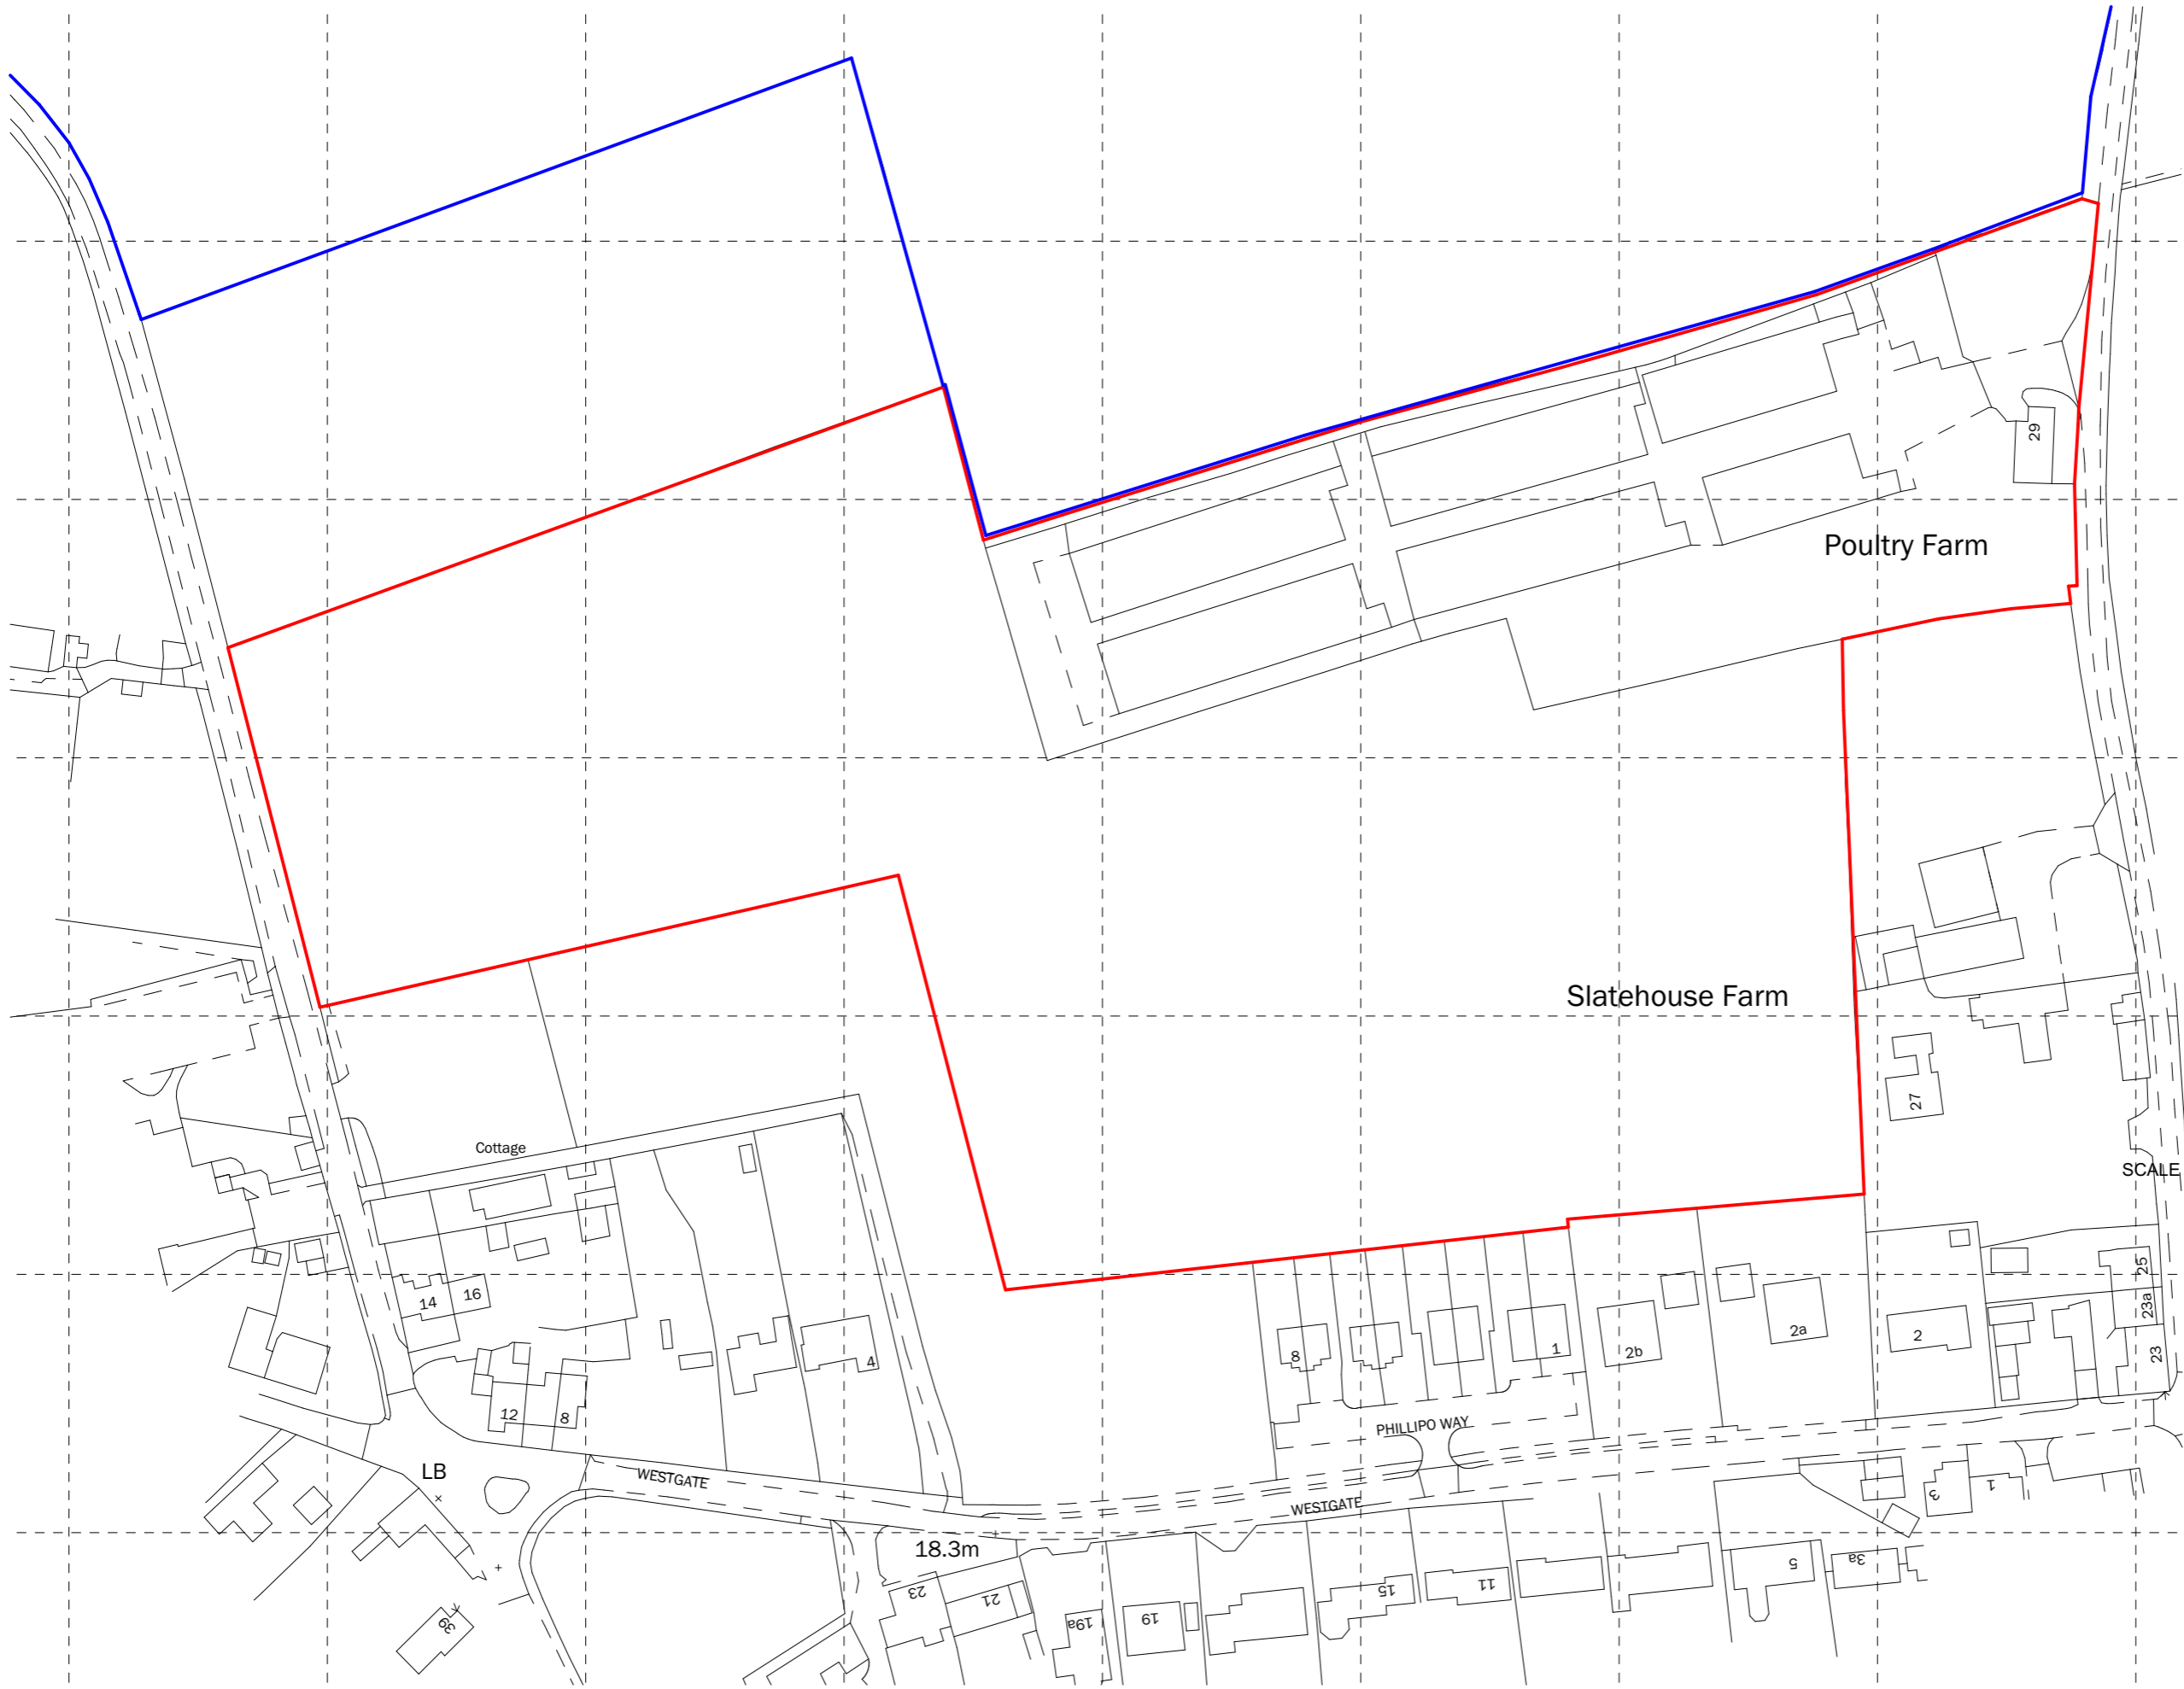 29
Poultry Farm
Slatehouse Farm
27
Cottage
SCALE
14
16
25
23a
23
8
1
2b
2a
2
4
12
8
PHILLIPO WAY
LB
WESTGATE
WESTGATE
18.3m
3
1
5
3a
23
21
19a
19
15
11
39